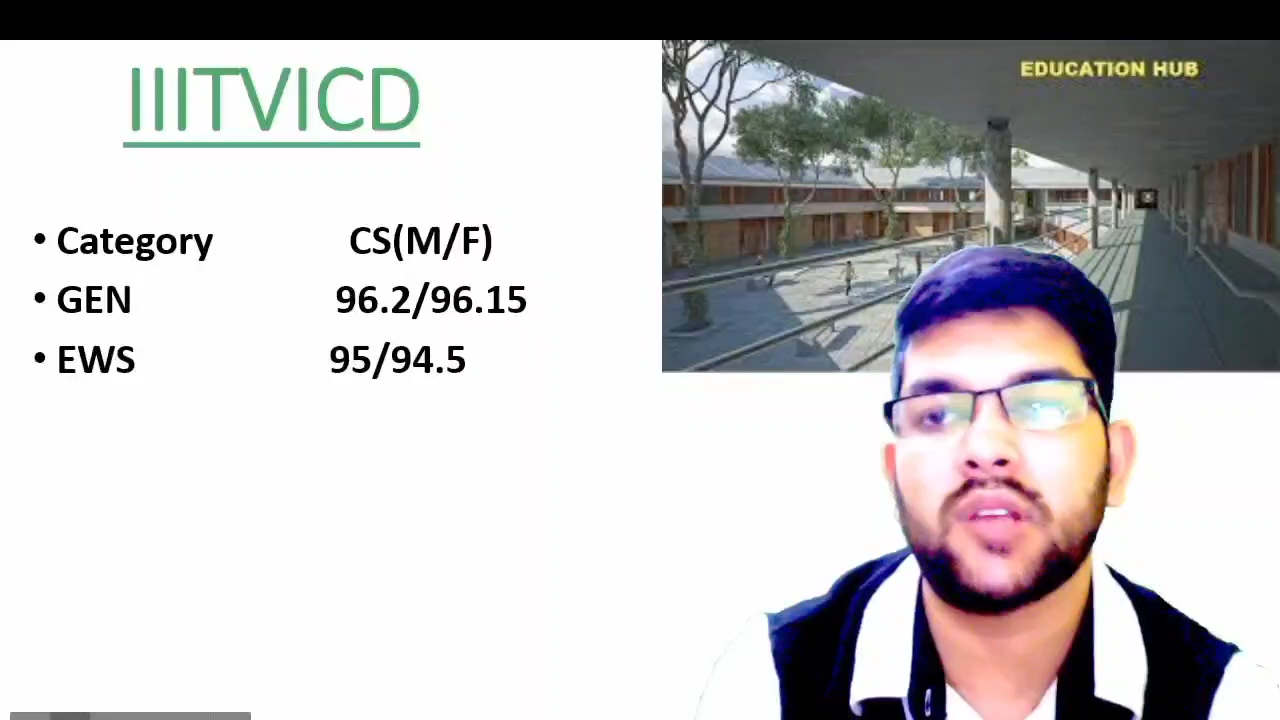 IIITVICD
EDUCATION HUB
• Category CS(M/F)
• GEN 96.2/96.15
• EWS 95/94.5